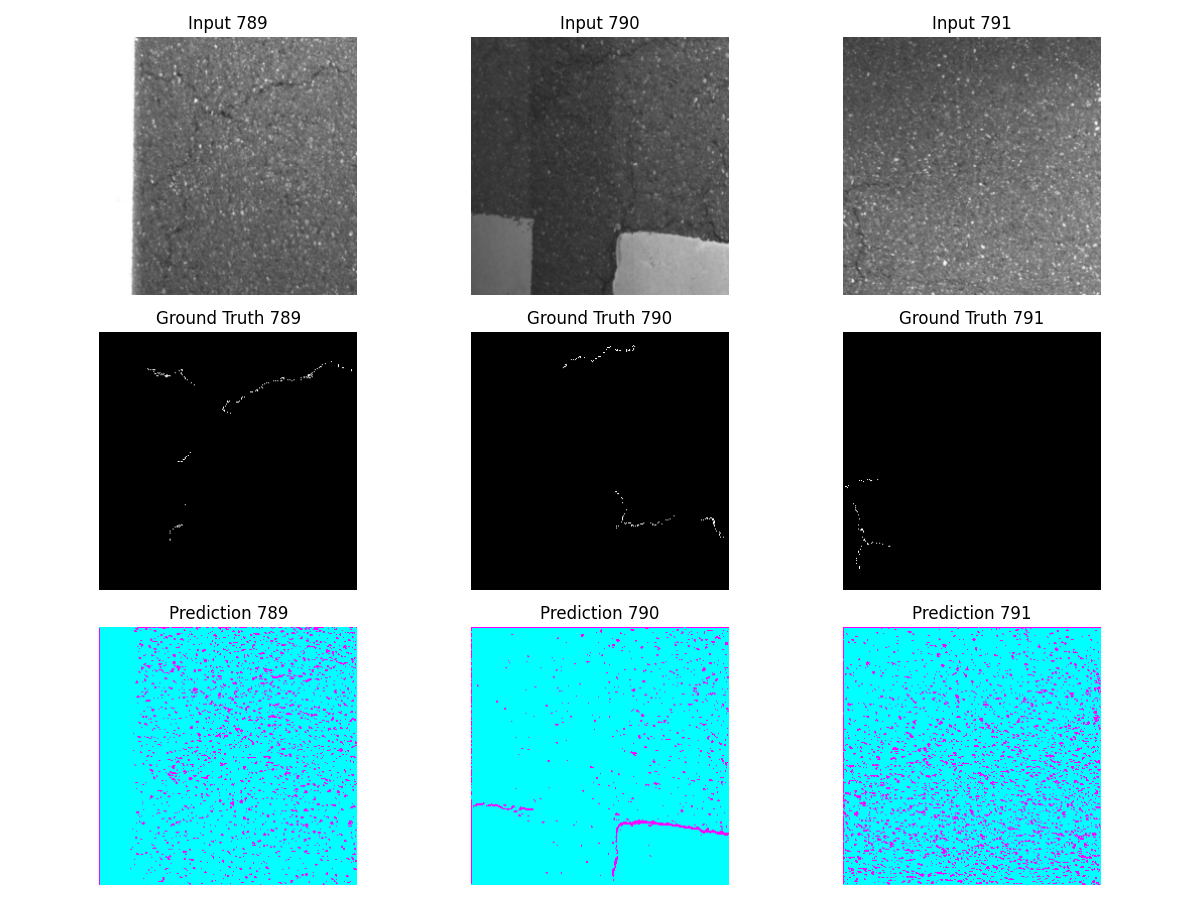 Input 789
Input 790
Input 791
Ground Truth 789
Ground Truth 790
Ground Truth 791
Prediction 789
Prediction 790
Prediction 791